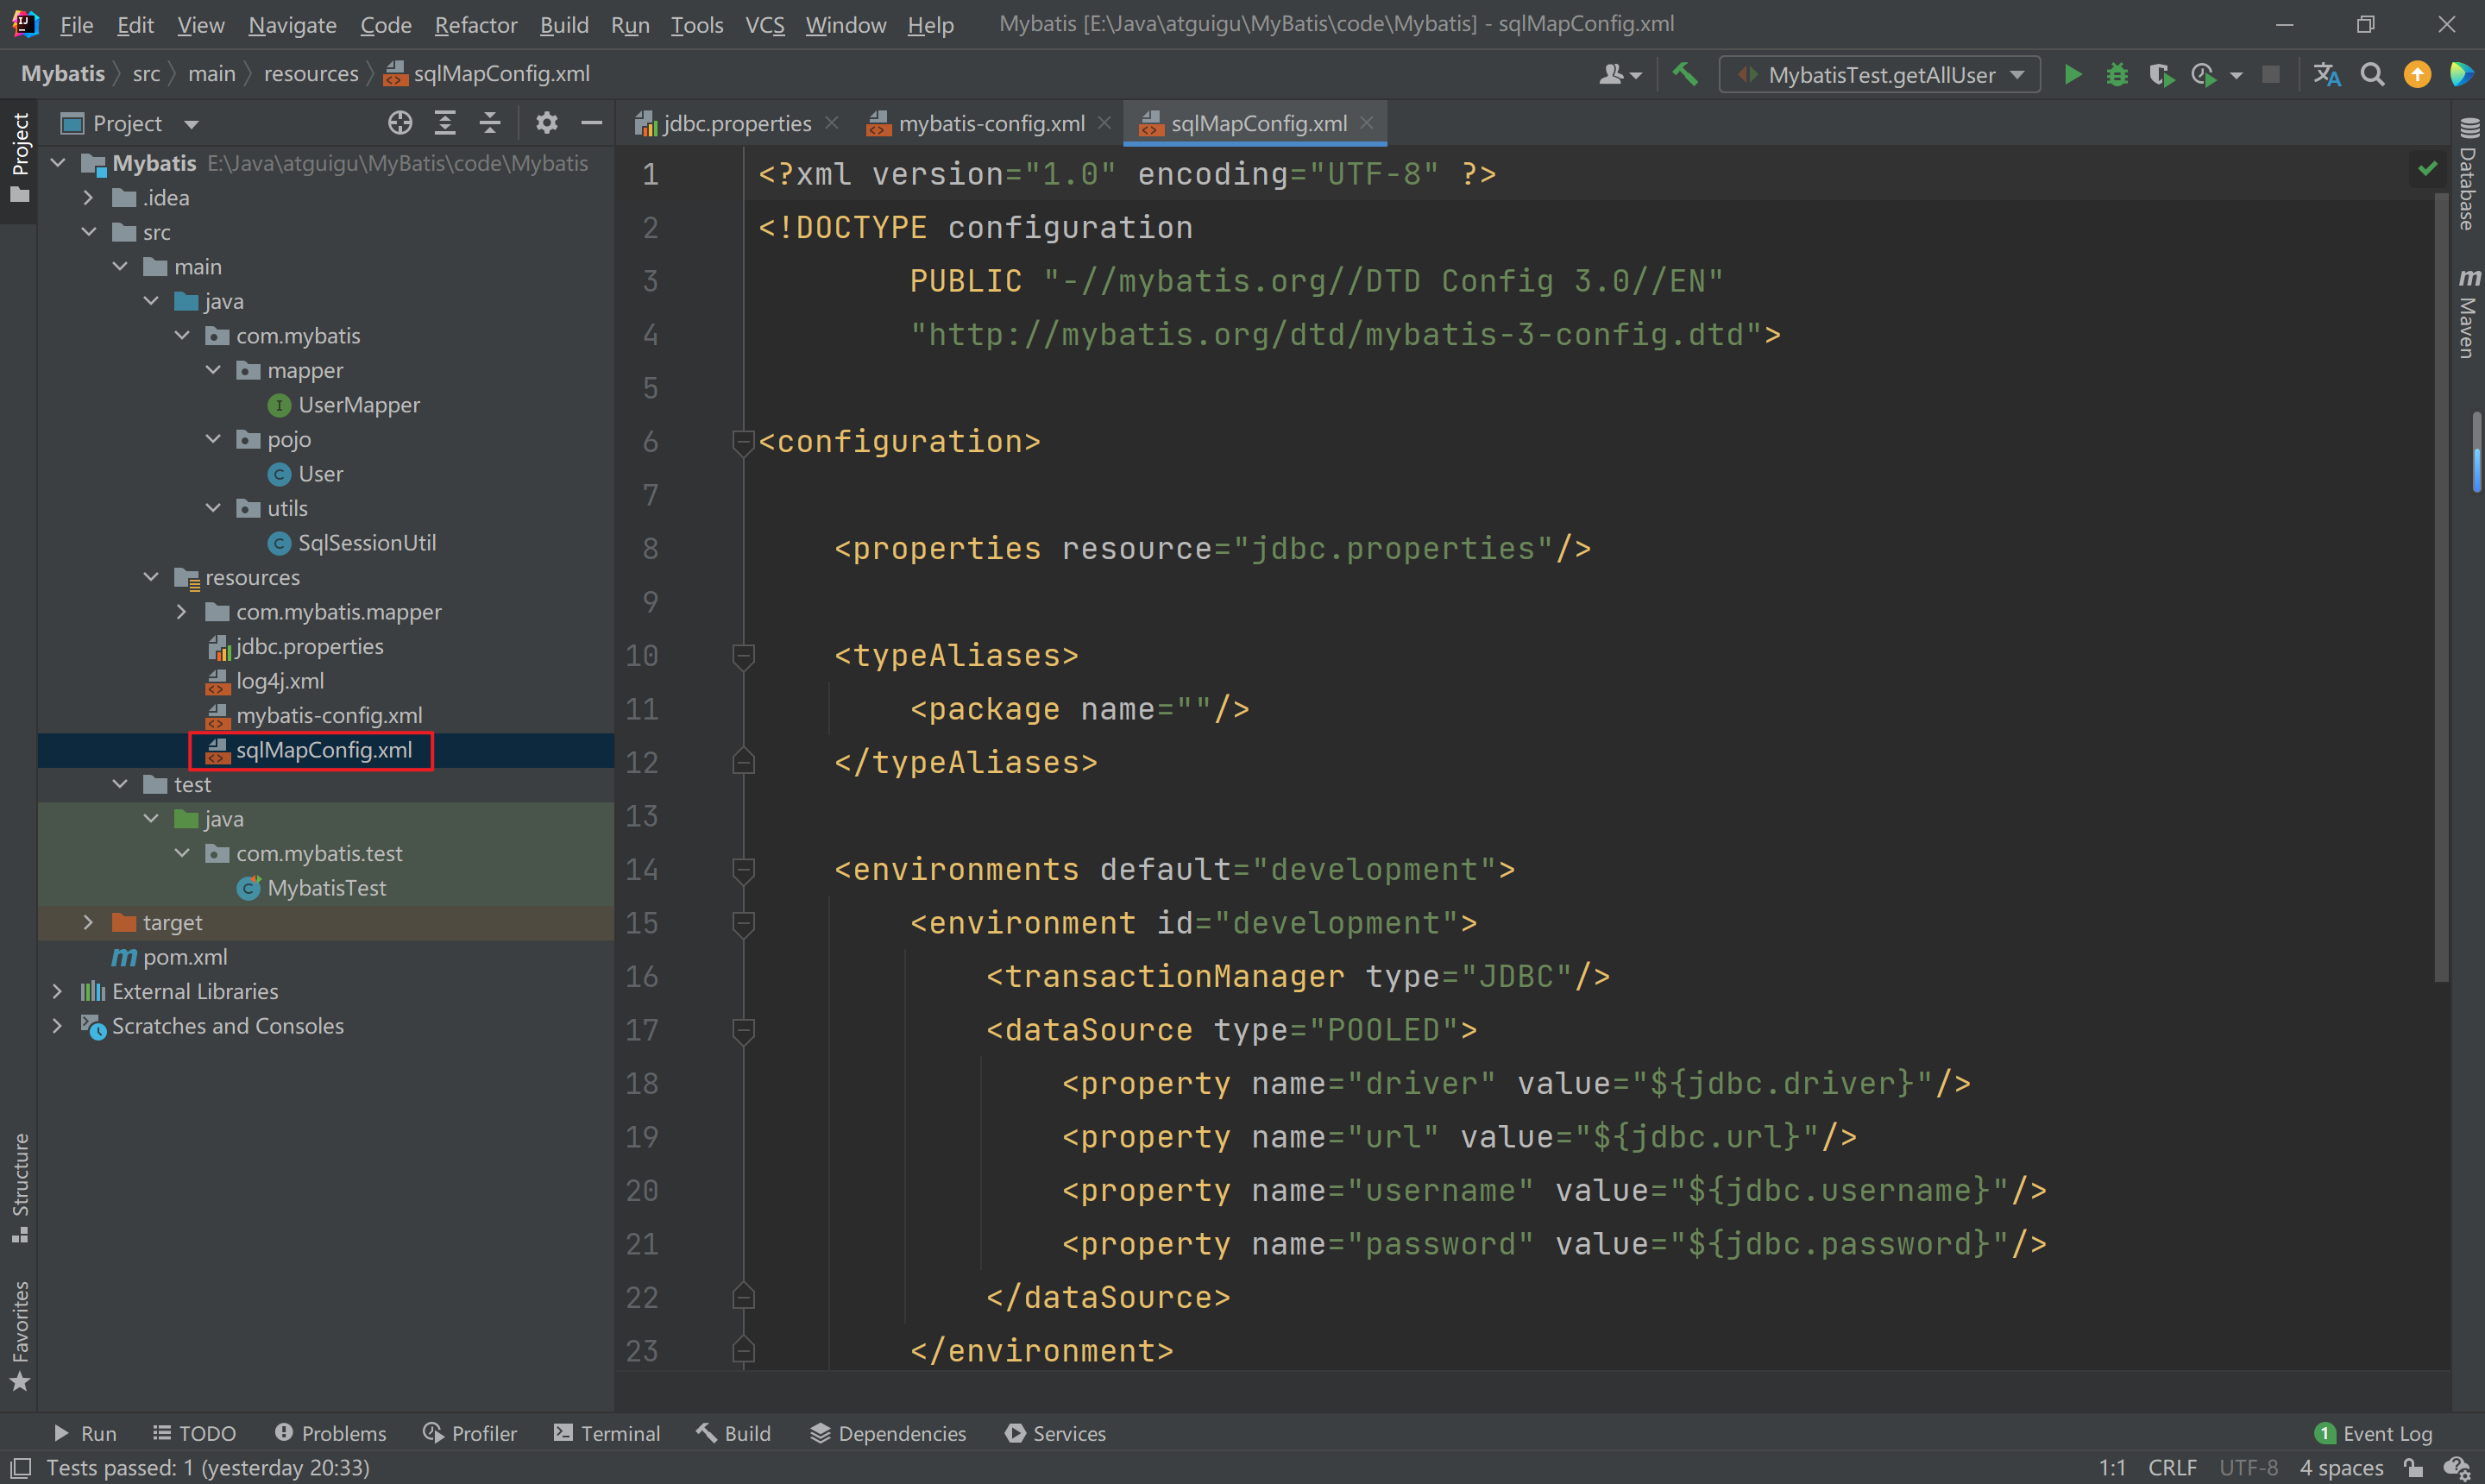 File Edit View Navigate Code Refactor Build Run Tools VCS Window Help Mybatis [E:\Java\atguigu\MyBatis\code\Mybatis] - sqlMapConfig.xml
Mybatis src main resources sqlMapConfig.xml MybatisTest.getAllUser
Project
Project
jdbc.properties mybatis-config.xml sqlMapConfig.xml
Mybatis E:\Java\atguigu\MyBatis\code\Mybatis
.idea
src
main
java
com.mybatis
mapper
UserMapper
pojo
User
utils
SqlSessionUtil
resources
com.mybatis.mapper
jdbc.properties
log4j.xml
mybatis-config.xml
sqlMapConfig.xml
test
java
com.mybatis.test
MybatisTest
target
pom.xml
External Libraries
Scratches and Consoles
Structure
Favorites
1 <?xml version="1.0" encoding="UTF-8" ?>
2 <!DOCTYPE configuration
3 PUBLIC "-//mybatis.org//DTD Config 3.0//EN"
4 "http://mybatis.org/dtd/mybatis-3-config.dtd">
5
6 <configuration>
7
8 <properties resource="jdbc.properties"/>
9
10 <typeAliases>
11 <package name=""/>
12 </typeAliases>
13
14 <environments default="development">
15 <environment id="development">
16 <transactionManager type="JDBC"/>
17 <dataSource type="POOLED">
18 <property name="driver" value="${jdbc.driver}"/>
19 <property name="url" value="${jdbc.url}"/>
20 <property name="username" value="${jdbc.username}"/>
21 <property name="password" value="${jdbc.password}"/>
22 </dataSource>
23 </environment>
Database
Maven
Run TODO Problems Profiler Terminal Build Dependencies Services 1 Event Log
Tests passed: 1 (yesterday 20:33) 1:1 CRLF UTF-8 4 spaces